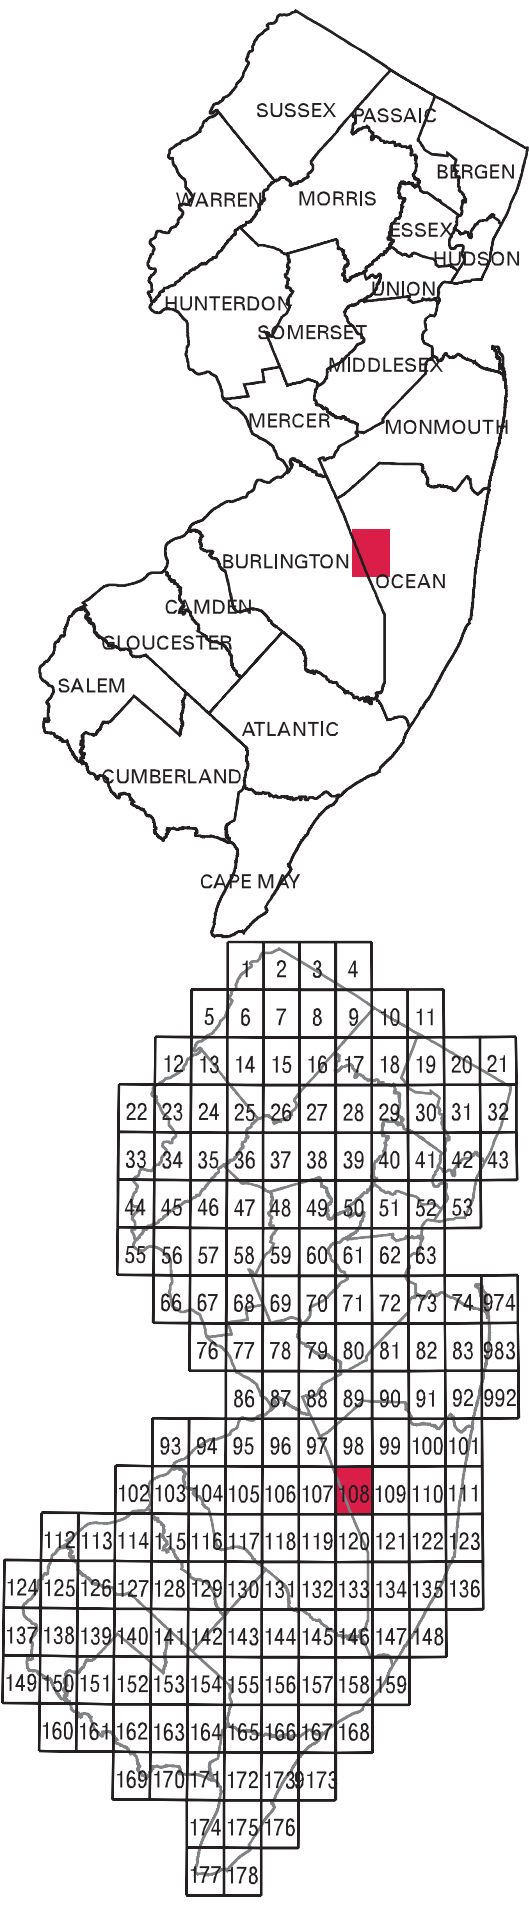 SUSSEX
PASSAIC
BERGEN
WARREN
MORRIS
ESSEX
HUDSON
UNION
HUNTERDON
SOMERSET
MIDDLESEX
MERCER
MONMOUTH
BURLINGTON
OCEAN
CAMDEN
GLOUCESTER
SALEM
ATLANTIC
CUMBERLAND
CAPE MAY
1 2 3 4
5 6 7 8 9 10 11
12 13 14 15 16 17 18 19 20 21
22 23 24 25 26 27 28 29 30 31 32
33 34 35 36 37 38 39 40 41 42 43
44 45 46 47 48 49 50 51 52 53
55 56 57 58 59 60 61 62 63
66 67 68 69 70 71 72 73 74 974
76 77 78 79 80 81 82 83 983
86 87 88 89 90 91 92 992
93 94 95 96 97 98 99 100 101
102 103 104 105 106 107 108 109 110 111
112 113 114 115 116 117 118 119 120 121 122 123
124 125 126 127 128 129 130 131 132 133 134 135 136
137 138 139 140 141 142 143 144 145 146 147 148
149 150 151 152 153 154 155 156 157 158 159
160 161 162 163 164 165 166 167 168
169 170 171 172 173 9173
174 175 176
177 178